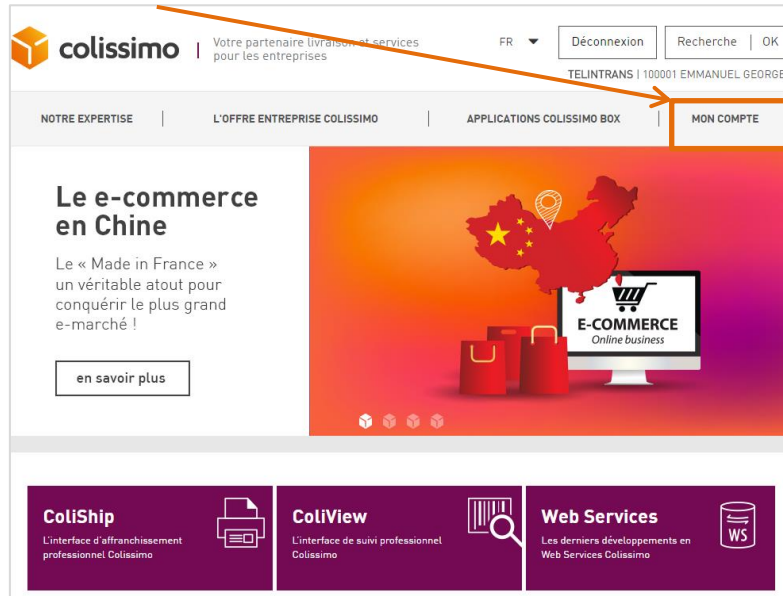 colissimo
Votre partenaire livraison et services
pour les entreprises
FR
Déconnexion
Recherche | OK
TELINTRANS | 100001 EMMANUEL GEORGE
NOTRE EXPERTISE
L'OFFRE ENTREPRISE COLISSIMO
APPLICATIONS COLISSIMO BOX
MON COMPTE
Le e-commerce
en Chine
Le « Made in France »
un véritable atout pour
conquérir le plus grand
e-marché !
en savoir plus
E-COMMERCE
Online business
ColiShip
L'interface d'affranchissement
professionnel Colissimo
ColiView
L'interface de suivi professionnel
Colissimo
Web Services
Les derniers développements en
Web Services Colissimo
WS